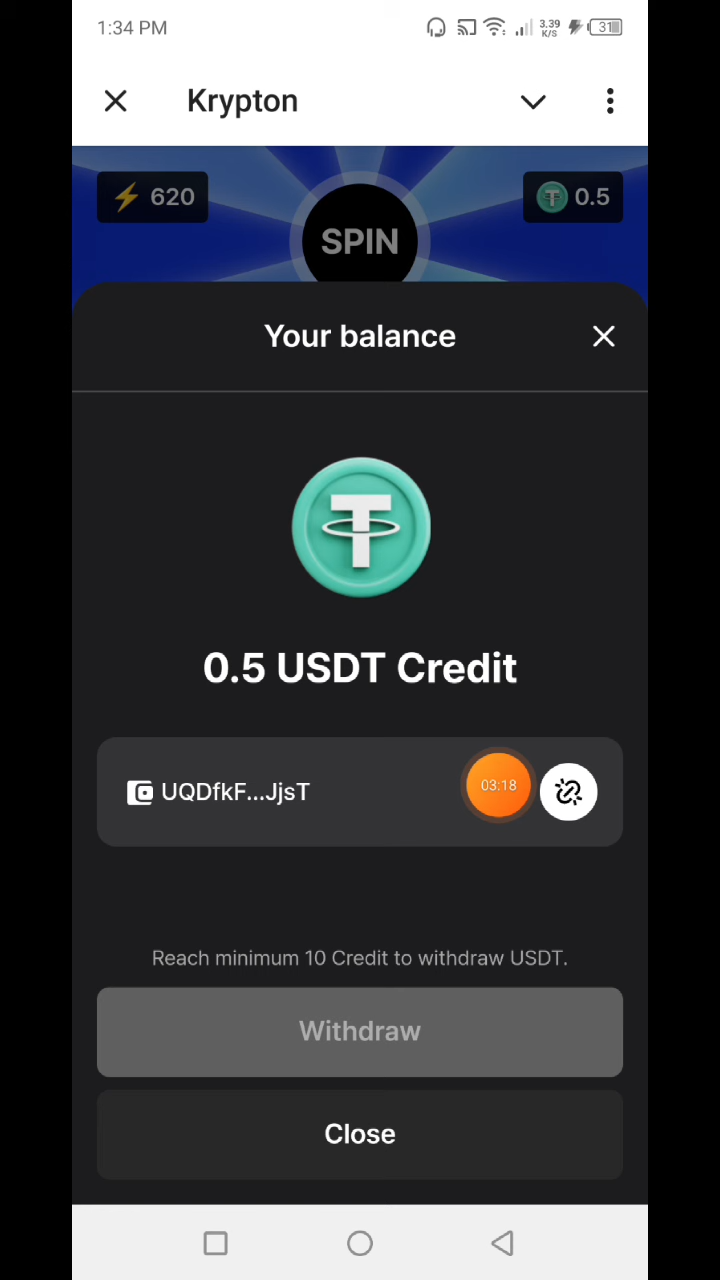 1:34 PM
3.39
K/S
31
Krypton
620
0.5
SPIN
Your balance
0.5 USDT Credit
UQDfkF...JjsT
03:18
Reach minimum 10 Credit to withdraw USDT.
Withdraw
Close